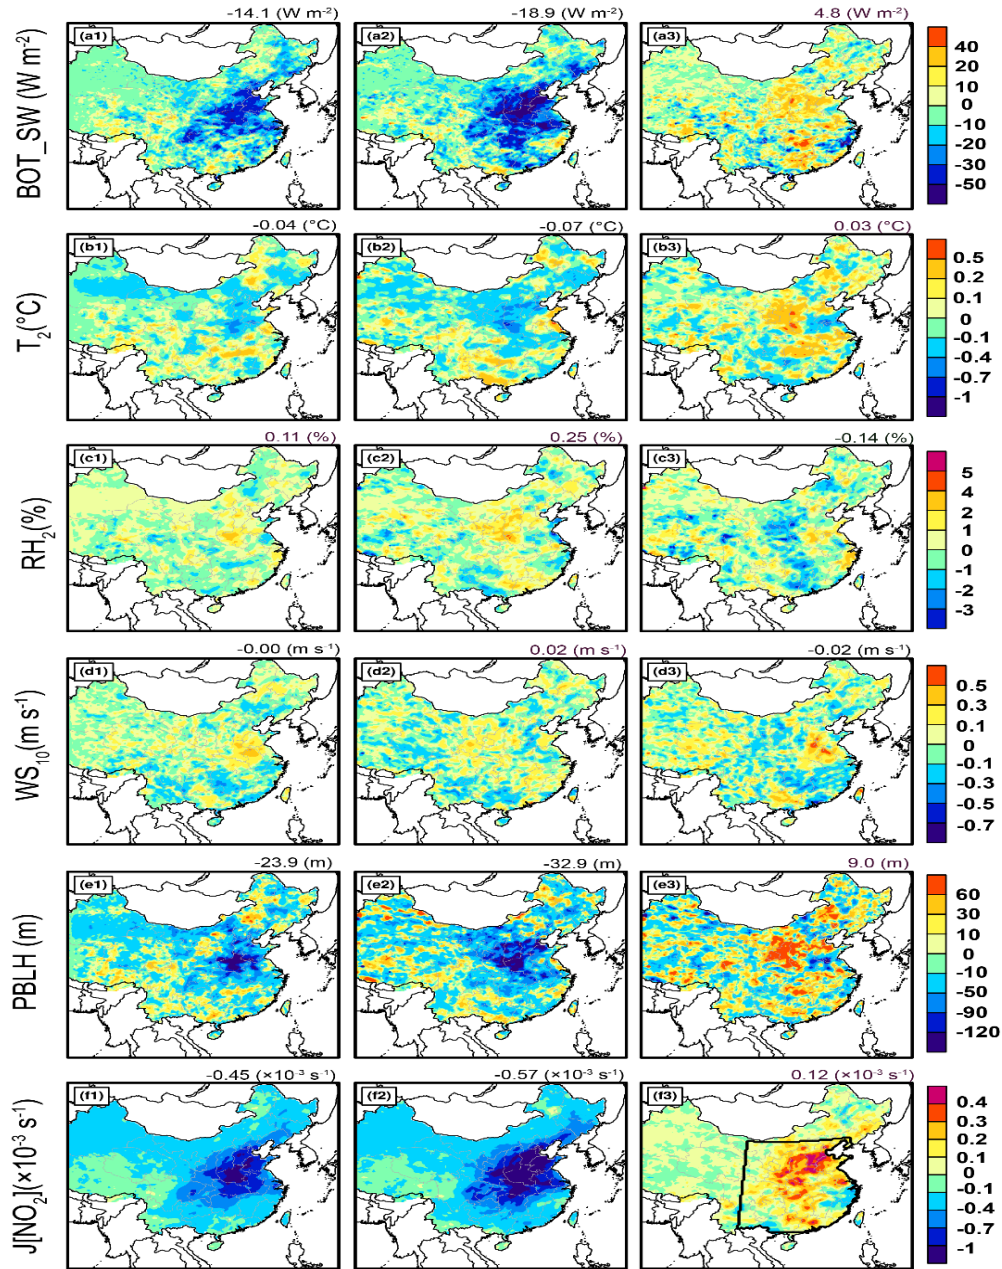 -14.1 (W m⁻²) -18.9 (W m⁻²) 4.8 (W m⁻²)
(a1) (a2) (a3)
BOT_SW (W m⁻²)
40
20
10
0
-10
-30
-50
-0.04 (°C) -0.07 (°C) 0.03 (°C)
(b1) (b2) (b3)
T₂(°C)
0.5
0.2
0.1
0
-0.1
-0.4
-0.7
-1
0.11 (%) 0.25 (%) -0.14 (%)
(c1) (c2) (c3)
RH₂(%)
5
4
2
1
0
-1
-2
-3
-0.00 (m s⁻¹) 0.02 (m s⁻¹) -0.02 (m s⁻¹)
(d1) (d2) (d3)
WS₁₀(m s⁻¹)
0.5
0.3
0.1
0
-0.1
-0.3
-0.5
-0.7
-23.9 (m) -32.9 (m) 9.0 (m)
(e1) (e2) (e3)
PBLH (m)
60
30
10
0
-10
-50
-90
-120
-0.45 (×10⁻³ s⁻¹) -0.57 (×10⁻³ s⁻¹) 0.12 (×10⁻³ s⁻¹)
(f1) (f2) (f3)
J[NO₂](×10⁻³ s⁻¹)
0.4
0.3
0.2
0.1
0
-0.1
-0.4
-0.7
-1